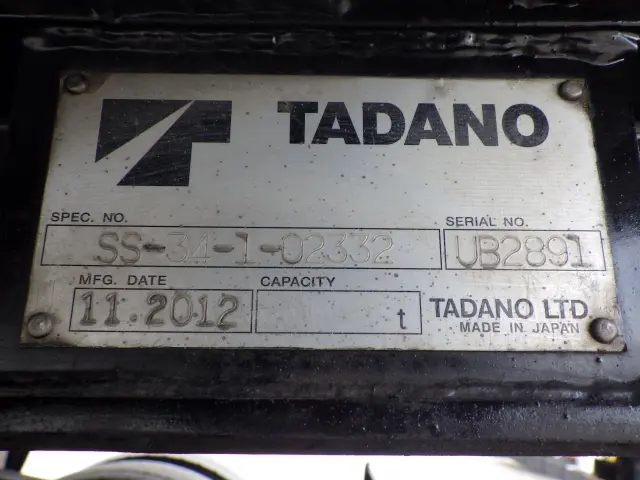 TADANO
SPEC. NO.
SERIAL NO.
SS-34-1-02332
UB2891
MFG. DATE
CAPACITY
11.2012
t
TADANO LTD
MADE IN JAPAN